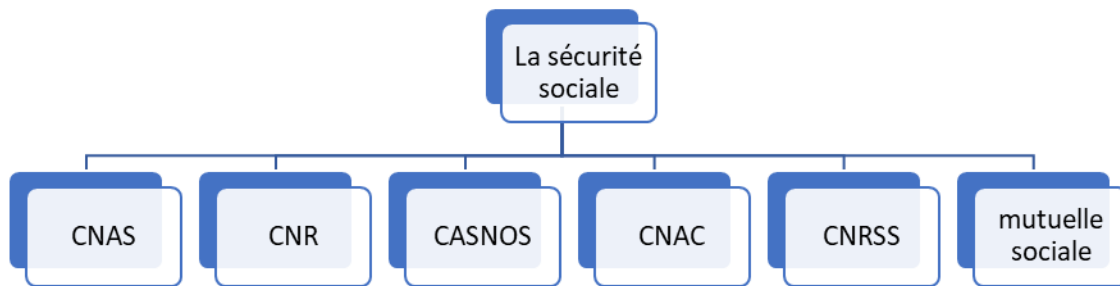 La sécurité
sociale
CNAS
CNR
CASNOS
CNAC
CNRSS
mutuelle
sociale